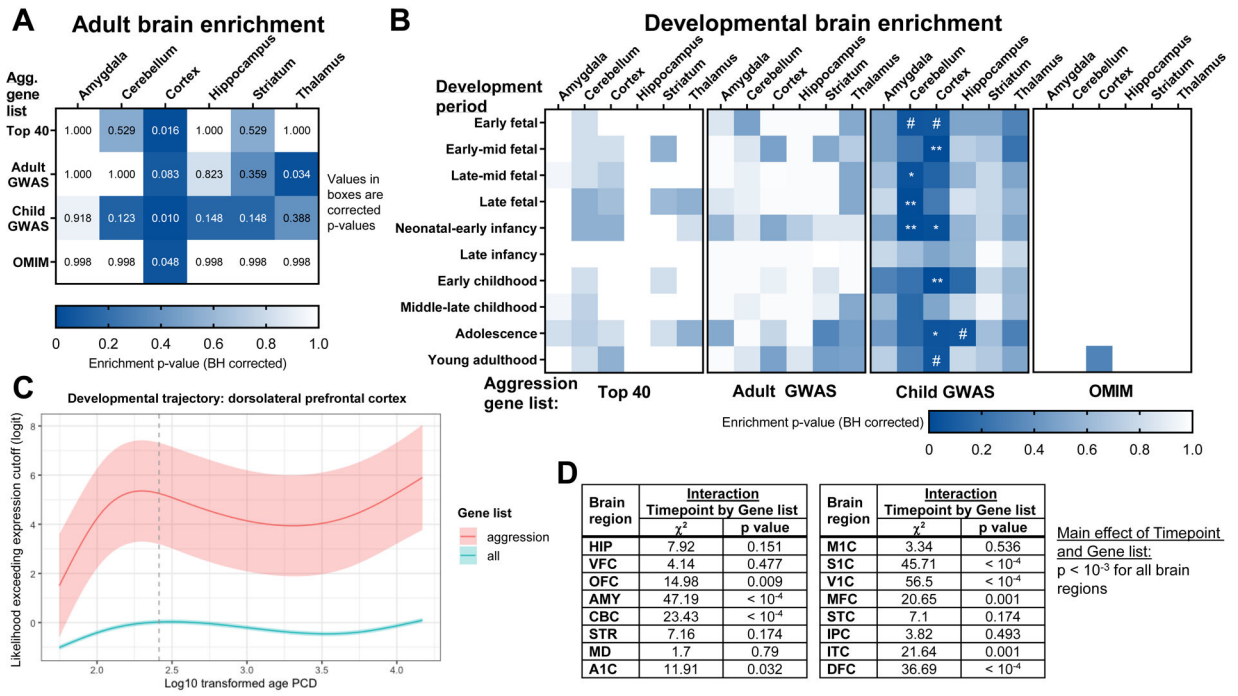 A Adult brain enrichment
Agg. gene list
Amygdala Cerebellum Cortex Hippocampus Striatum Thalamus
Top 40 1.000 0.529 0.016 1.000 0.529 1.000
Adult GWAS 1.000 1.000 0.083 0.823 0.359 0.034
Child GWAS 0.918 0.123 0.010 0.148 0.148 0.388
OMIM 0.998 0.998 0.048 0.998 0.998 0.998
Values in
boxes are
corrected
p-values
0 0.2 0.4 0.6 0.8 1.0
Enrichment p-value (BH corrected)
B Developmental brain enrichment
Development
period
Amygdala Cerebellum Cortex Hippocampus Striatum Thalamus Amygdala Cerebellum Cortex Hippocampus Striatum Thalamus Amygdala Cerebellum Cortex Hippocampus Striatum Thalamus Amygdala Cerebellum Cortex Hippocampus Striatum Thalamus
Early fetal # #
Early-mid fetal **
Late-mid fetal *
Late fetal **
Neonatal-early infancy ** *
Late infancy
Early childhood **
Middle-late childhood
Adolescence * #
Young adulthood #
Aggression
gene list:
Top 40 Adult GWAS Child GWAS OMIM
Enrichment p-value (BH corrected)
0 0.2 0.4 0.6 0.8 1.0
C
Developmental trajectory: dorsolateral prefrontal cortex
Likelihood exceeding expression cutoff (logit)
8
6
4
2
0
2.0 2.5 3.0 3.5 4.0
Log10 transformed age PCD
Gene list
aggression
all
D
Brain region Interaction Timepoint by Gene list
χ² p value
HIP 7.92 0.151
VFC 4.14 0.477
OFC 14.98 0.009
AMY 47.19 < 10⁻⁴
CBC 23.43 < 10⁻⁴
STR 7.16 0.174
MD 1.7 0.79
A1C 11.91 0.032
Brain region Interaction Timepoint by Gene list
χ² p value
M1C 3.34 0.536
S1C 45.71 < 10⁻⁴
V1C 56.5 < 10⁻⁴
MFC 20.65 0.001
STC 7.1 0.174
IPC 3.82 0.493
ITC 21.64 0.001
DFC 36.69 < 10⁻⁴
Main effect of Timepoint
and Gene list:
p < 10⁻³ for all brain
regions